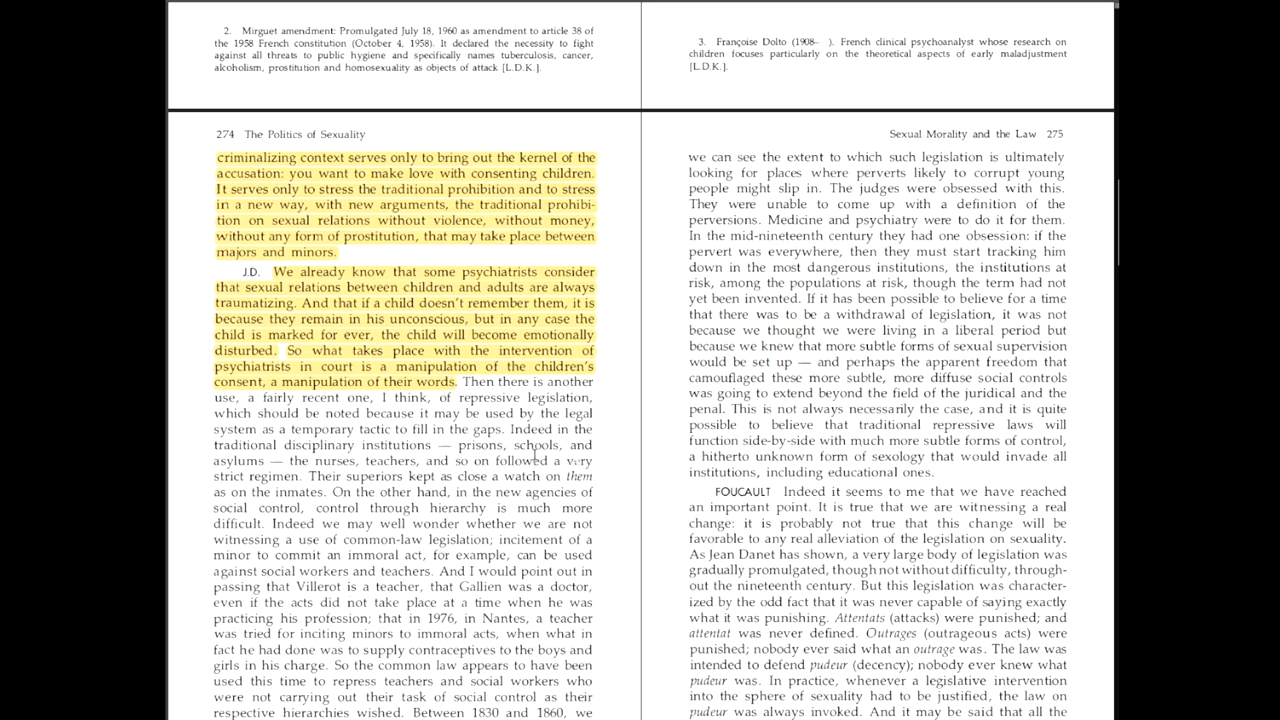 2. Mirguet amendment: Promulgated July 18, 1960 as amendment to article 38 of
the 1958 French constitution (October 4, 1958). It declared the necessity to fight
against all threats to public hygiene and specifically names tuberculosis, cancer,
alcoholism, prostitution and homosexuality as objects of attack [L.D.K.].
3. Françoise Dolto (1908– ). French clinical psychoanalyst whose research on
children focuses particularly on the theoretical aspects of early maladjustment
[L.D.K.].
274 The Politics of Sexuality
criminalizing context serves only to bring out the kernel of the
accusation: you want to make love with consenting children.
It serves only to stress the traditional prohibition and to stress
in a new way, with new arguments, the traditional prohibi-
tion on sexual relations without violence, without money,
without any form of prostitution, that may take place between
majors and minors.
J.D. We already know that some psychiatrists consider
that sexual relations between children and adults are always
traumatizing. And that if a child doesn't remember them, it is
because they remain in his unconscious, but in any case the
child is marked for ever, the child will become emotionally
disturbed. So what takes place with the intervention of
psychiatrists in court is a manipulation of the children's
consent, a manipulation of their words. Then there is another
use, a fairly recent one, I think, of repressive legislation,
which should be noted because it may be used by the legal
system as a temporary tactic to fill in the gaps. Indeed in the
traditional disciplinary institutions — prisons, schools, and
asylums — the nurses, teachers, and so on followed a very
strict regimen. Their superiors kept as close a watch on them
as on the inmates. On the other hand, in the new agencies of
social control, control through hierarchy is much more
difficult. Indeed we may well wonder whether we are not
witnessing a use of common-law legislation; incitement of a
minor to commit an immoral act, for example, can be used
against social workers and teachers. And I would point out in
passing that Villerot is a teacher, that Gallien was a doctor,
even if the acts did not take place at a time when he was
practicing his profession; that in 1976, in Nantes, a teacher
was tried for inciting minors to immoral acts, when what in
fact he had done was to supply contraceptives to the boys and
girls in his charge. So the common law appears to have been
used this time to repress teachers and social workers who
were not carrying out their task of social control as their
respective hierarchies wished. Between 1830 and 1860, we
Sexual Morality and the Law 275
we can see the extent to which such legislation is ultimately
looking for places where perverts likely to corrupt young
people might slip in. The judges were obsessed with this.
They were unable to come up with a definition of the
perversions. Medicine and psychiatry were to do it for them.
In the mid-nineteenth century they had one obsession: if the
pervert was everywhere, then they must start tracking him
down in the most dangerous institutions, the institutions at
risk, among the populations at risk, though the term had not
yet been invented. If it has been possible to believe for a time
that there was to be a withdrawal of legislation, it was not
because we thought we were living in a liberal period but
because we knew that more subtle forms of sexual supervision
would be set up — and perhaps the apparent freedom that
camouflaged these more subtle, more diffuse social controls
was going to extend beyond the field of the juridical and the
penal. This is not always necessarily the case, and it is quite
possible to believe that traditional repressive laws will
function side-by-side with much more subtle forms of control,
a hitherto unknown form of sexology that would invade all
institutions, including educational ones.
FOUCAULT Indeed it seems to me that we have reached
an important point. It is true that we are witnessing a real
change: it is probably not true that this change will be
favorable to any real alleviation of the legislation on sexuality.
As Jean Danet has shown, a very large body of legislation was
gradually promulgated, though not without difficulty, through-
out the nineteenth century. But this legislation was character-
ized by the odd fact that it was never capable of saying exactly
what it was punishing. Attentats (attacks) were punished; and
attentat was never defined. Outrages (outrageous acts) were
punished; nobody ever said what an outrage was. The law was
intended to defend pudeur (decency); nobody ever knew what
pudeur was. In practice, whenever a legislative intervention
into the sphere of sexuality had to be justified, the law on
pudeur was always invoked. And it may be said that all the